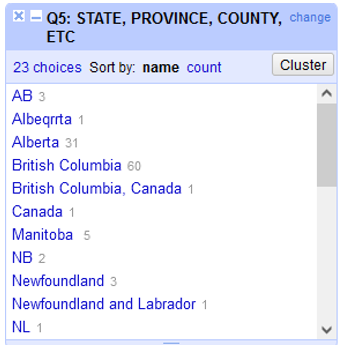 Q5: STATE, PROVINCE, COUNTY, ETC change
23 choices Sort by: name count Cluster
AB 3
Albeqrrta 1
Alberta 31
British Columbia 60
British Columbia, Canada 1
Canada 1
Manitoba 5
NB 2
Newfoundland 3
Newfoundland and Labrador 1
NL 1